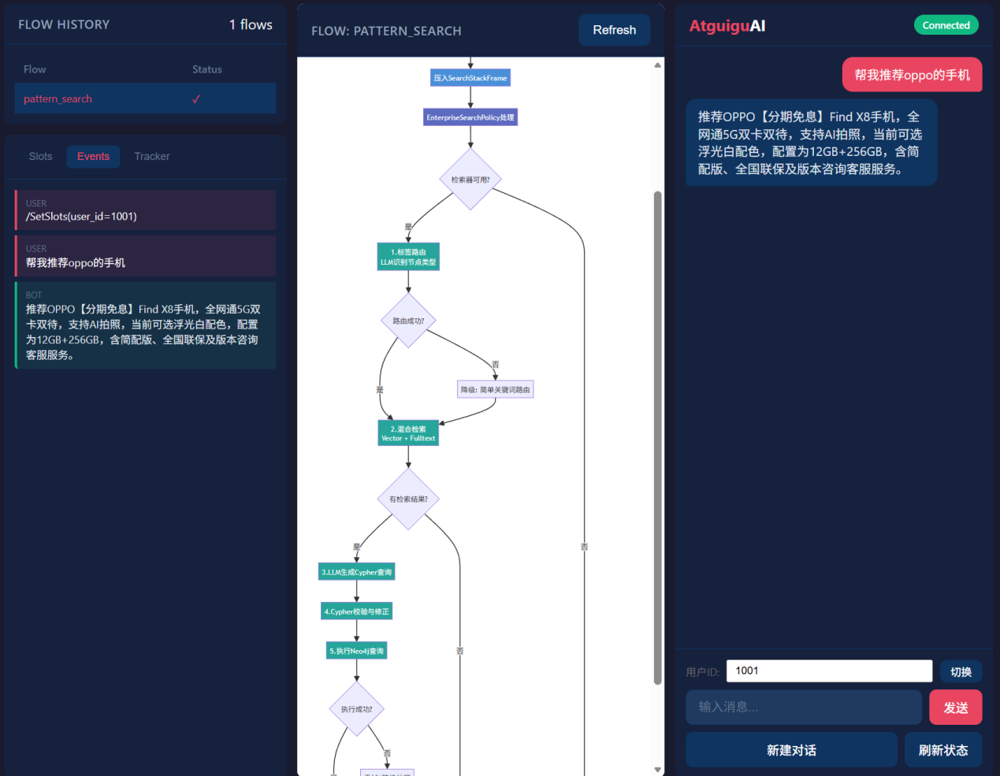 FLOW HISTORY
1 flows
Flow
Status
pattern_search
✓
Slots
Events
Tracker
USER
/SetSlots(user_id=1001)
USER
帮我推荐oppo的手机
BOT
推荐OPPO【分期免息】Find X8手机，全网通5G双
卡双待，支持AI拍照，当前可选浮光白配色，配置
为12GB+256GB，含简配版、全国联保及版本咨询
客服服务。
FLOW: PATTERN_SEARCH
Refresh
压入SearchStackFrame
EnterpriseSearchPolicy处理
检索器可用?
是
1.标签路由
LLM识别节点类型
路由成功?
否
是
降级: 简单关键词路由
2.混合检索
Vector + Fulltext
有检索结果?
是
否
3.LLM生成Cypher查询
4.Cypher校验与修正
5.执行Neo4j查询
否
执行成功?
否
AtguiguAI
Connected
帮我推荐oppo的手机
推荐OPPO【分期免息】Find X8手机，全
网通5G双卡双待，支持AI拍照，当前可选
浮光白配色，配置为12GB+256GB，含简
配版、全国联保及版本咨询客服服务。
用户ID:
1001
切换
输入消息...
发送
新建对话
刷新状态